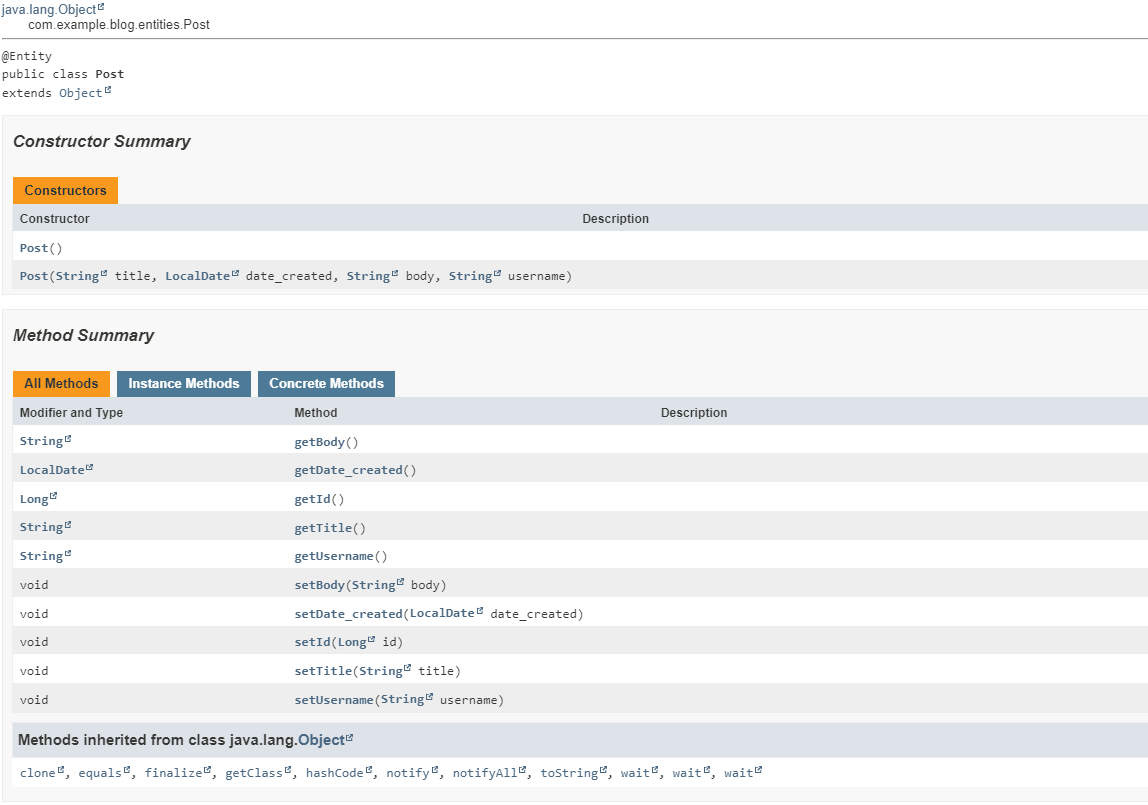 java.lang.Object
com.example.blog.entities.Post
@Entity
public class Post
extends Object
Constructor Summary
Constructors
Constructor Description
Post()
Post(String title, LocalDate date_created, String body, String username)
Method Summary
All Methods Instance Methods Concrete Methods
Modifier and Type Method Description
String getBody()
LocalDate getDate_created()
Long getId()
String getTitle()
String getUsername()
void setBody(String body)
void setDate_created(LocalDate date_created)
void setId(Long id)
void setTitle(String title)
void setUsername(String username)
Methods inherited from class java.lang.Object
clone, equals, finalize, getClass, hashCode, notify, notifyAll, toString, wait, wait, wait